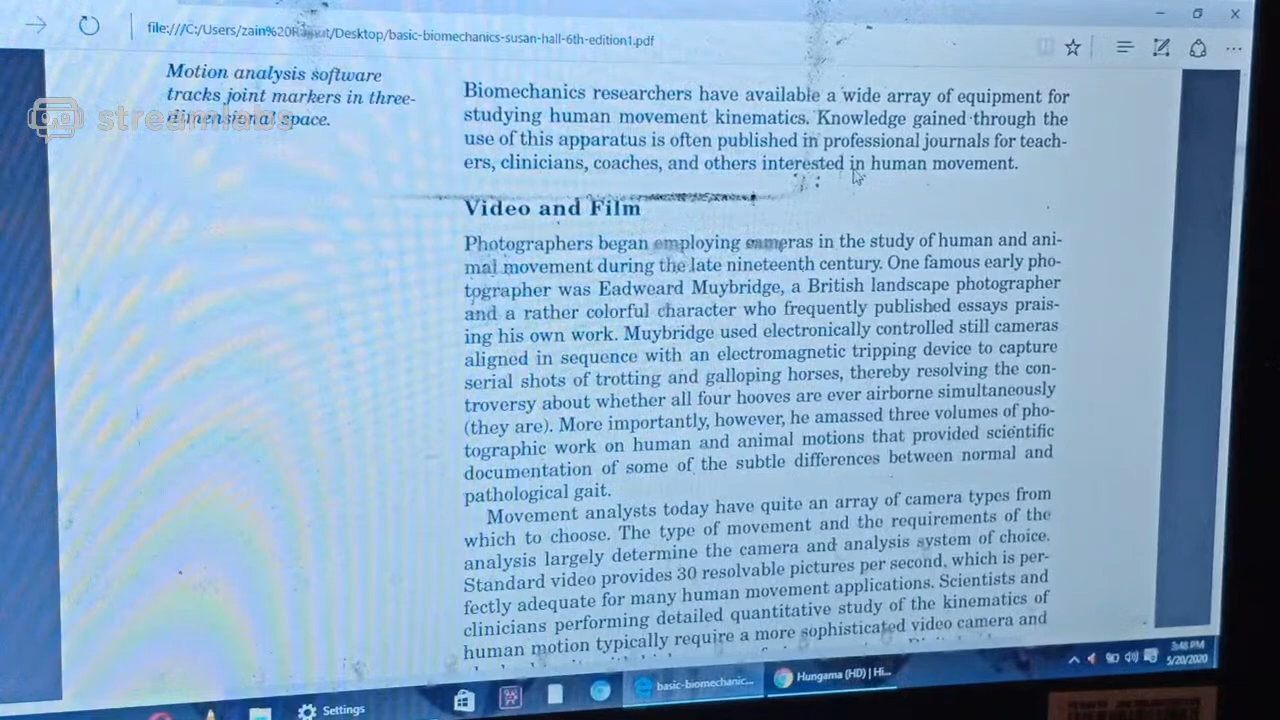 file:///C:/Users/zain%20Rajput/Desktop/basic-biomechanics-susan-hall-6th-edition1.pdf
Motion analysis software
tracks joint markers in three-
dimensional space.
streamlabs
Biomechanics researchers have available a wide array of equipment for
studying human movement kinematics. Knowledge gained through the
use of this apparatus is often published in professional journals for teach-
ers, clinicians, coaches, and others interested in human movement.
Video and Film
Photographers began employing cameras in the study of human and ani-
mal movement during the late nineteenth century. One famous early pho-
tographer was Eadweard Muybridge, a British landscape photographer
and a rather colorful character who frequently published essays prais-
ing his own work. Muybridge used electronically controlled still cameras
aligned in sequence with an electromagnetic tripping device to capture
serial shots of trotting and galloping horses, thereby resolving the con-
troversy about whether all four hooves are ever airborne simultaneously
(they are). More importantly, however, he amassed three volumes of pho-
tographic work on human and animal motions that provided scientific
documentation of some of the subtle differences between normal and
pathological gait.
Movement analysts today have quite an array of camera types from
which to choose. The type of movement and the requirements of the
analysis largely determine the camera and analysis system of choice.
Standard video provides 30 resolvable pictures per second, which is per-
fectly adequate for many human movement applications. Scientists and
clinicians performing detailed quantitative study of the kinematics of
human motion typically require a more sophisticated video camera and
Settings
basic-biomechanic...
Hungama (HD) | Hi...
3:48 PM
5/20/2020